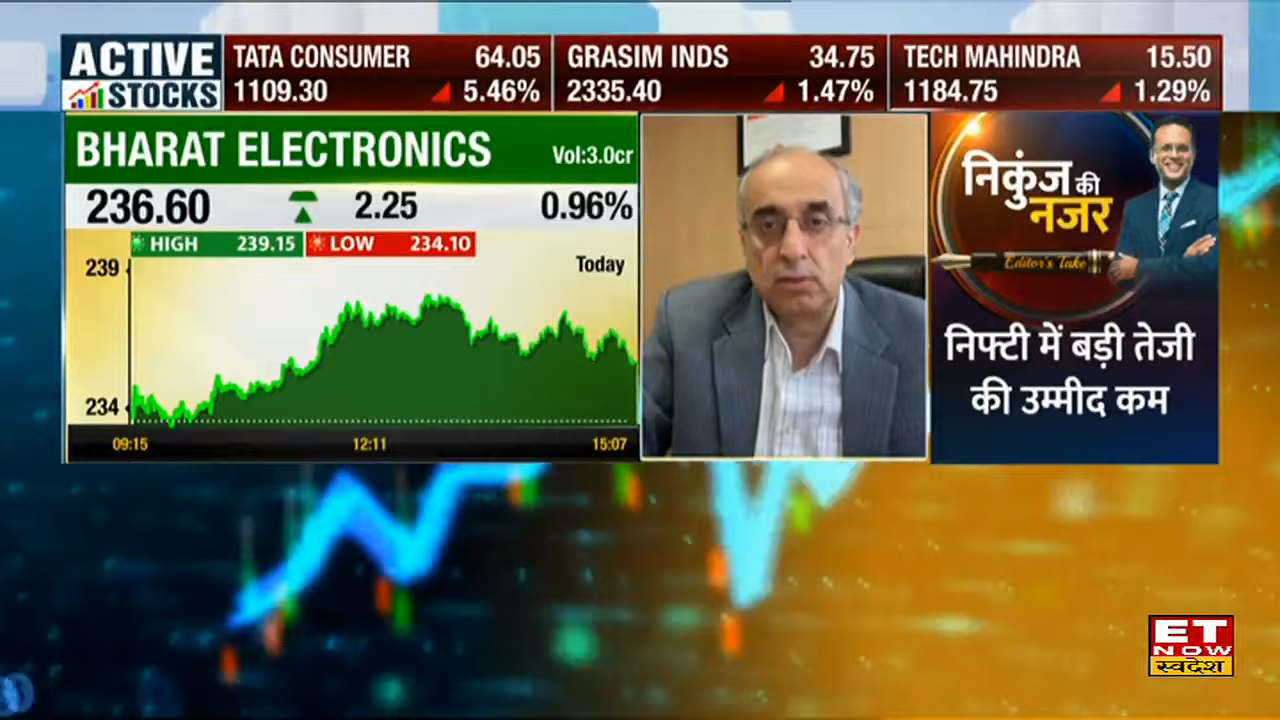 ACTIVE
STOCKS
TATA CONSUMER 64.05
1109.30 5.46%
GRASIM INDS 34.75
2335.40 1.47%
TECH MAHINDRA 15.50
1184.75 1.29%
BHARAT ELECTRONICS Vol:3.0cr
236.60 2.25 0.96%
HIGH 239.15 LOW 234.10
Today
239
234
09:15 12:11 15:07
निकुंज की
नजर
Editor's Take
निफ्टी में बड़ी तेजी
की उम्मीद कम
ET
NOW
स्वदेश